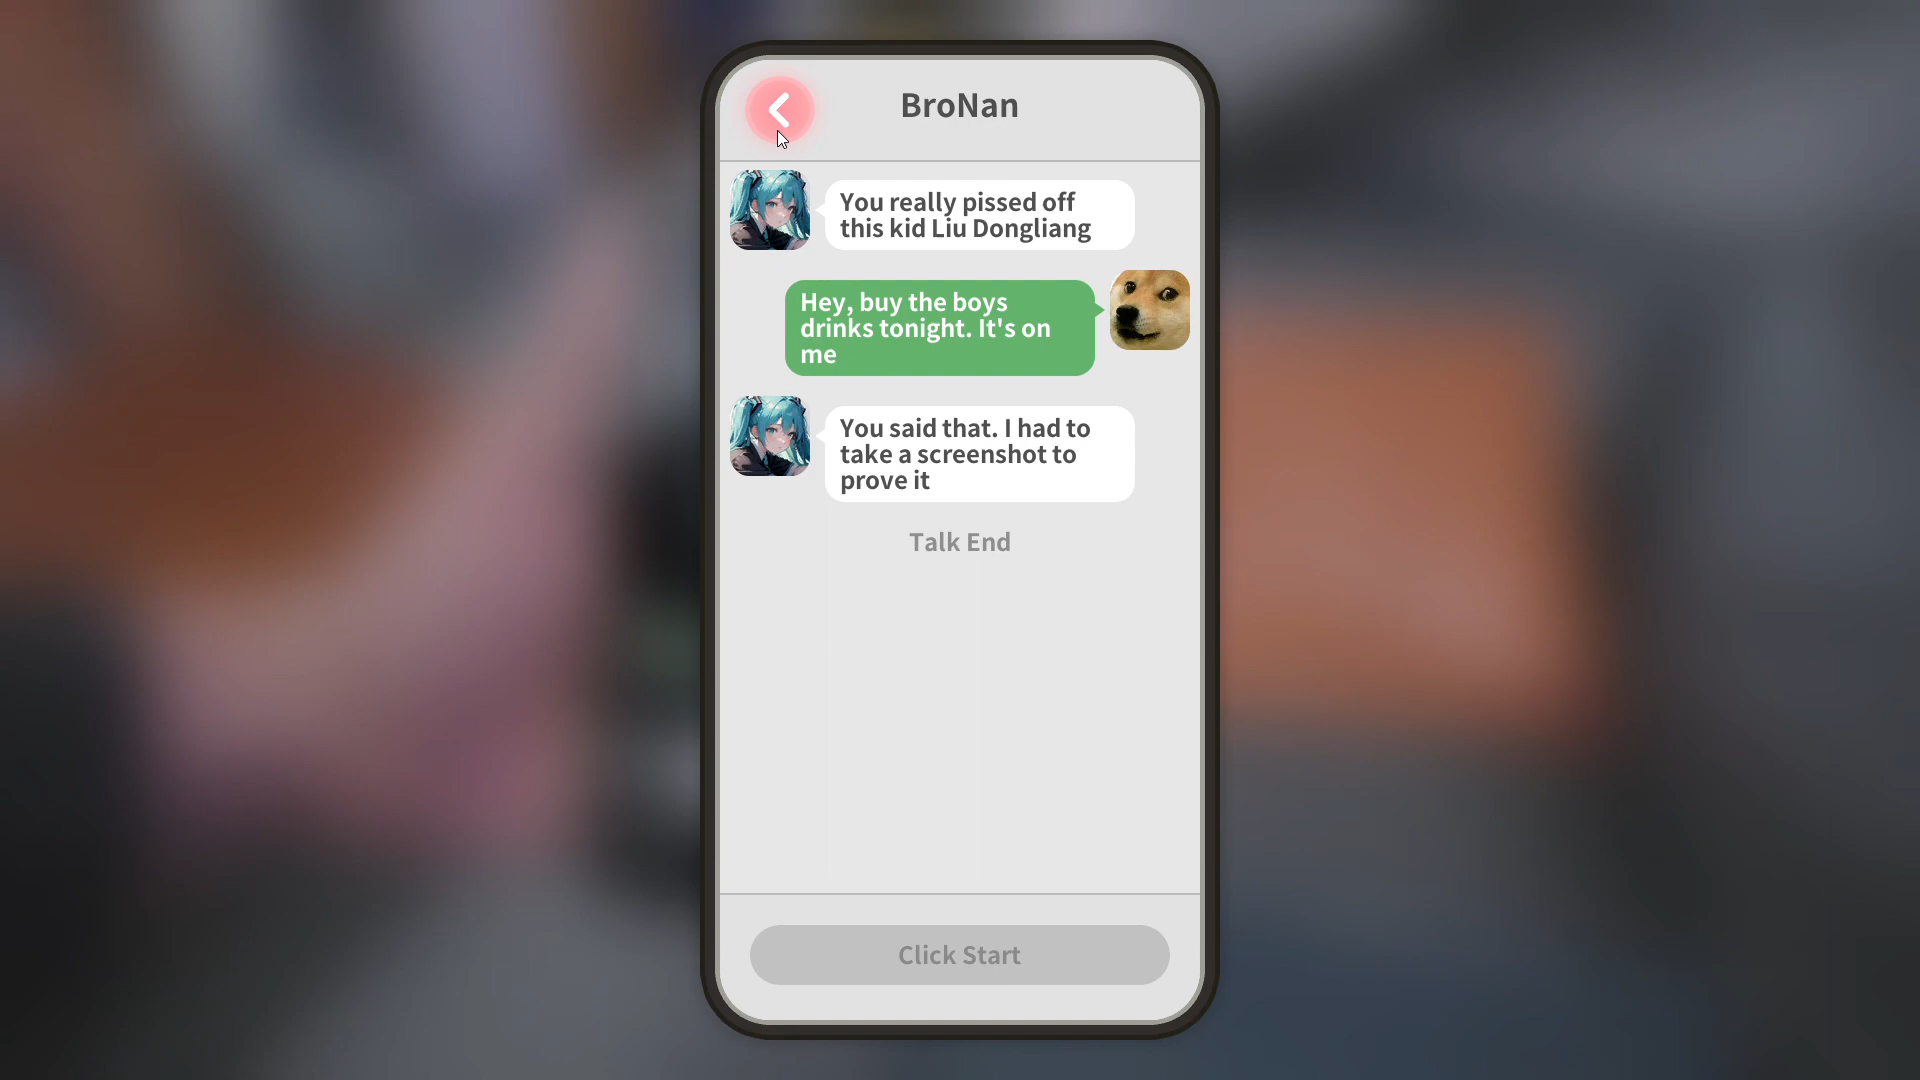 BroNan
You really pissed off
this kid Liu Dongliang
Hey, buy the boys
drinks tonight. It's on
me
You said that. I had to
take a screenshot to
prove it
Talk End
Click Start